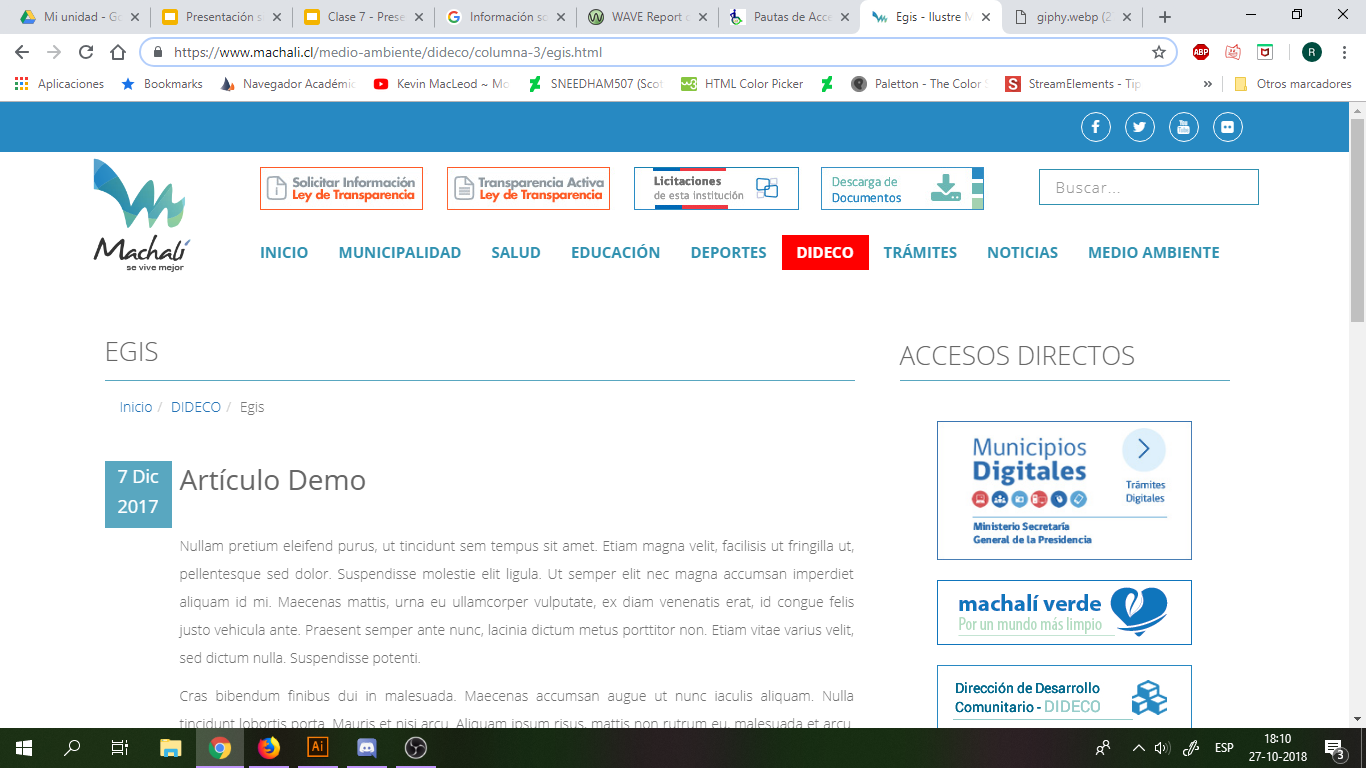 Mi unidad - Go
Presentación s
Clase 7 - Prese
Información so
WAVE Report o
Pautas de Acce
Egis - Ilustre M
giphy.webp (2
https://www.machali.cl/medio-ambiente/dideco/columna-3/egis.html
ABP
R
Aplicaciones
Bookmarks
Navegador Académic
Kevin MacLeod ~ Mo
SNEEDHAM507 (Scot
HTML Color Picker
Paletton - The Color S
StreamElements - Tip
»
Otros marcadores
Machalí
se vive mejor
Solicitar Información
Ley de Transparencia
Transparencia Activa
Ley de Transparencia
Licitaciones
de esta institución
Descarga de
Documentos
Buscar...
INICIO MUNICIPALIDAD SALUD EDUCACIÓN DEPORTES DIDECO TRÁMITES NOTICIAS MEDIO AMBIENTE
EGIS
Inicio / DIDECO / Egis
7 Dic
2017
Artículo Demo
Nullam pretium eleifend purus, ut tincidunt sem tempus sit amet. Etiam magna velit, facilisis ut fringilla ut,
pellentesque sed dolor. Suspendisse molestie elit ligula. Ut semper elit nec magna accumsan imperdiet
aliquam id mi. Maecenas mattis, urna eu ullamcorper vulputate, ex diam venenatis erat, id congue felis
justo vehicula ante. Praesent semper ante nunc, lacinia dictum metus porttitor non. Etiam vitae varius velit,
sed dictum nulla. Suspendisse potenti.
Cras bibendum finibus dui in malesuada. Maecenas accumsan augue ut nunc iaculis aliquam. Nulla
tincidunt lobortis porta. Mauris et nisi arcu. Aliquam ipsum risus, mattis non rutrum eu, malesuada et arcu.
ACCESOS DIRECTOS
Municipios
Digitales
Trámites
Digitales
Ministerio Secretaría
General de la Presidencia
machalí verde
Por un mundo más limpio
Dirección de Desarrollo
Comunitario - DIDECO
Ai
ESP
18:10
27-10-2018
3